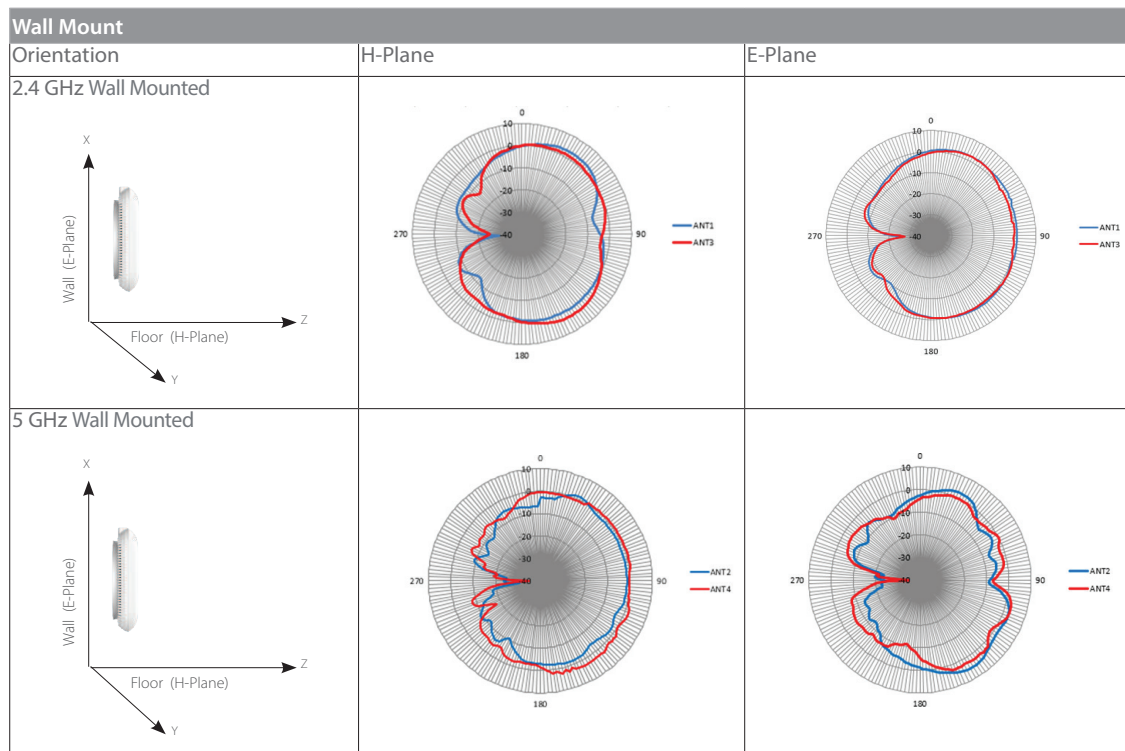 Wall Mount
Orientation
H-Plane
E-Plane
2.4 GHz Wall Mounted
X
Wall (E-Plane)
Z
Floor (H-Plane)
Y
0
10
0
-10
-20
-30
-40
270
90
180
ANT1
ANT3
0
10
0
-10
-20
-30
-40
270
90
180
ANT1
ANT3
5 GHz Wall Mounted
X
Wall (E-Plane)
Z
Floor (H-Plane)
Y
0
10
0
-10
-20
-30
-40
270
90
180
ANT2
ANT4
0
10
0
-10
-20
-30
-40
270
90
180
ANT2
ANT4